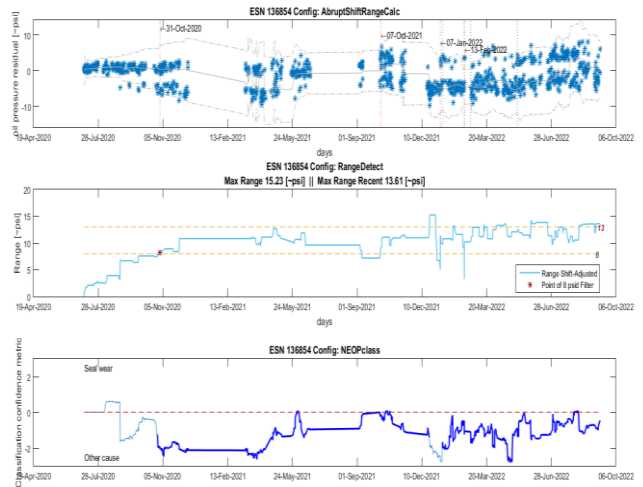 ESN 136854 Config: AbruptShiftRangeCalc
oil pressure residual [~psi]
10
0
-10
←31-Oct-2020
←07-Oct-2021
←07-Jan-2022
←13-Feb-2022
19-Apr-2020 28-Jul-2020 05-Nov-2020 13-Feb-2021 24-May-2021 01-Sep-2021 10-Dec-2021 20-Mar-2022 28-Jun-2022 06-Oct-2022
days
ESN 136854 Config: RangeDetect
Max Range 15.23 [~psi] || Max Range Recent 13.61 [~psi]
Range [~psi]
20
15
10
5
0
13
8
Range Shift-Adjusted
Point of 8 psid Filter
19-Apr-2020 28-Jul-2020 05-Nov-2020 13-Feb-2021 24-May-2021 01-Sep-2021 10-Dec-2021 20-Mar-2022 28-Jun-2022 06-Oct-2022
days
ESN 136854 Config: NEOPclass
Classification confidence metric
Seal wear
2
0
-2
Other cause
19-Apr-2020 28-Jul-2020 05-Nov-2020 13-Feb-2021 24-May-2021 01-Sep-2021 10-Dec-2021 20-Mar-2022 28-Jun-2022 06-Oct-2022